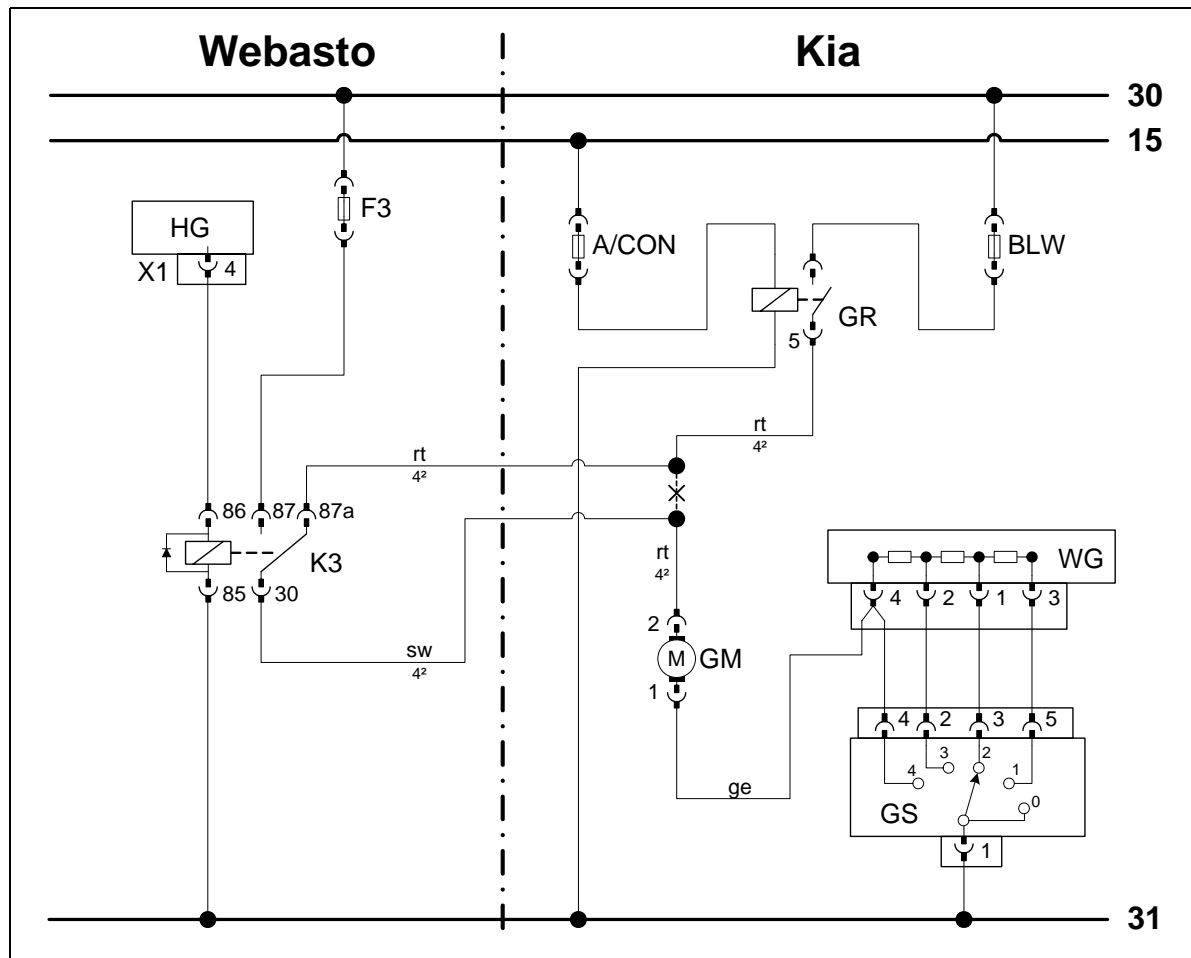 Webasto Kia
30
15
F3
HG
X1 4
A/CON
BLW
GR
5
rt
4²
rt
4²
86 87 87a
K3
85 30
rt
4²
WG
4 2 1 3
sw
4²
2
M GM
1
4 2 3 5
3 2
4 1
0
ge
GS
1
31